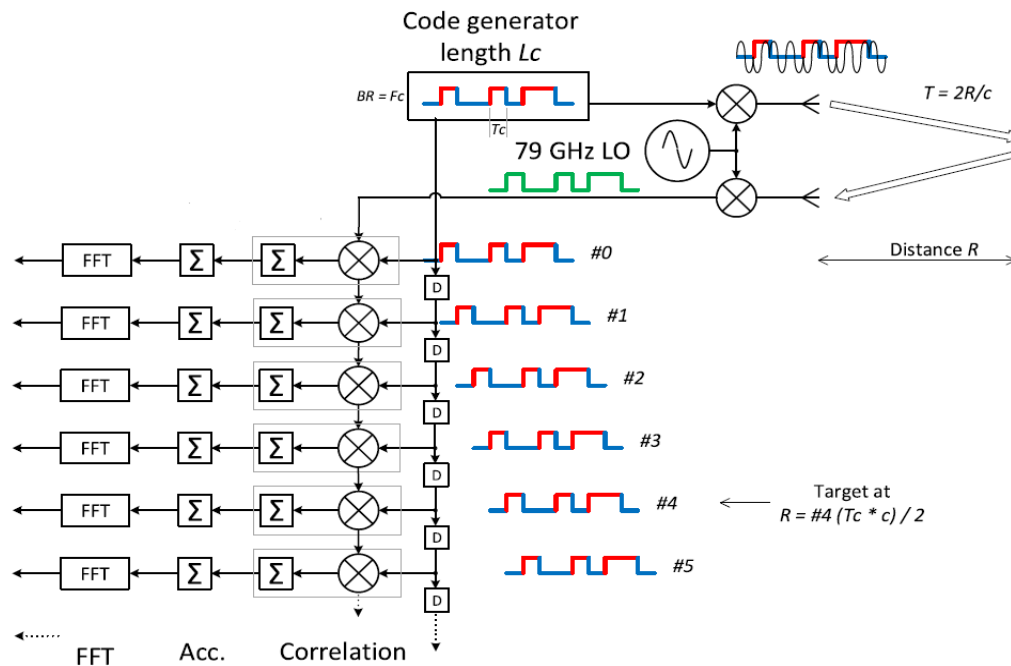 Code generator
length Lc
BR = Fc
Tc
T = 2R/c
79 GHz LO
Distance R
FFT Σ Σ D #0
FFT Σ Σ D #1
FFT Σ Σ D #2
FFT Σ Σ D #3
FFT Σ Σ D #4
Target at
R = #4 (Tc * c) / 2
FFT Σ Σ D #5
FFT Acc. Correlation